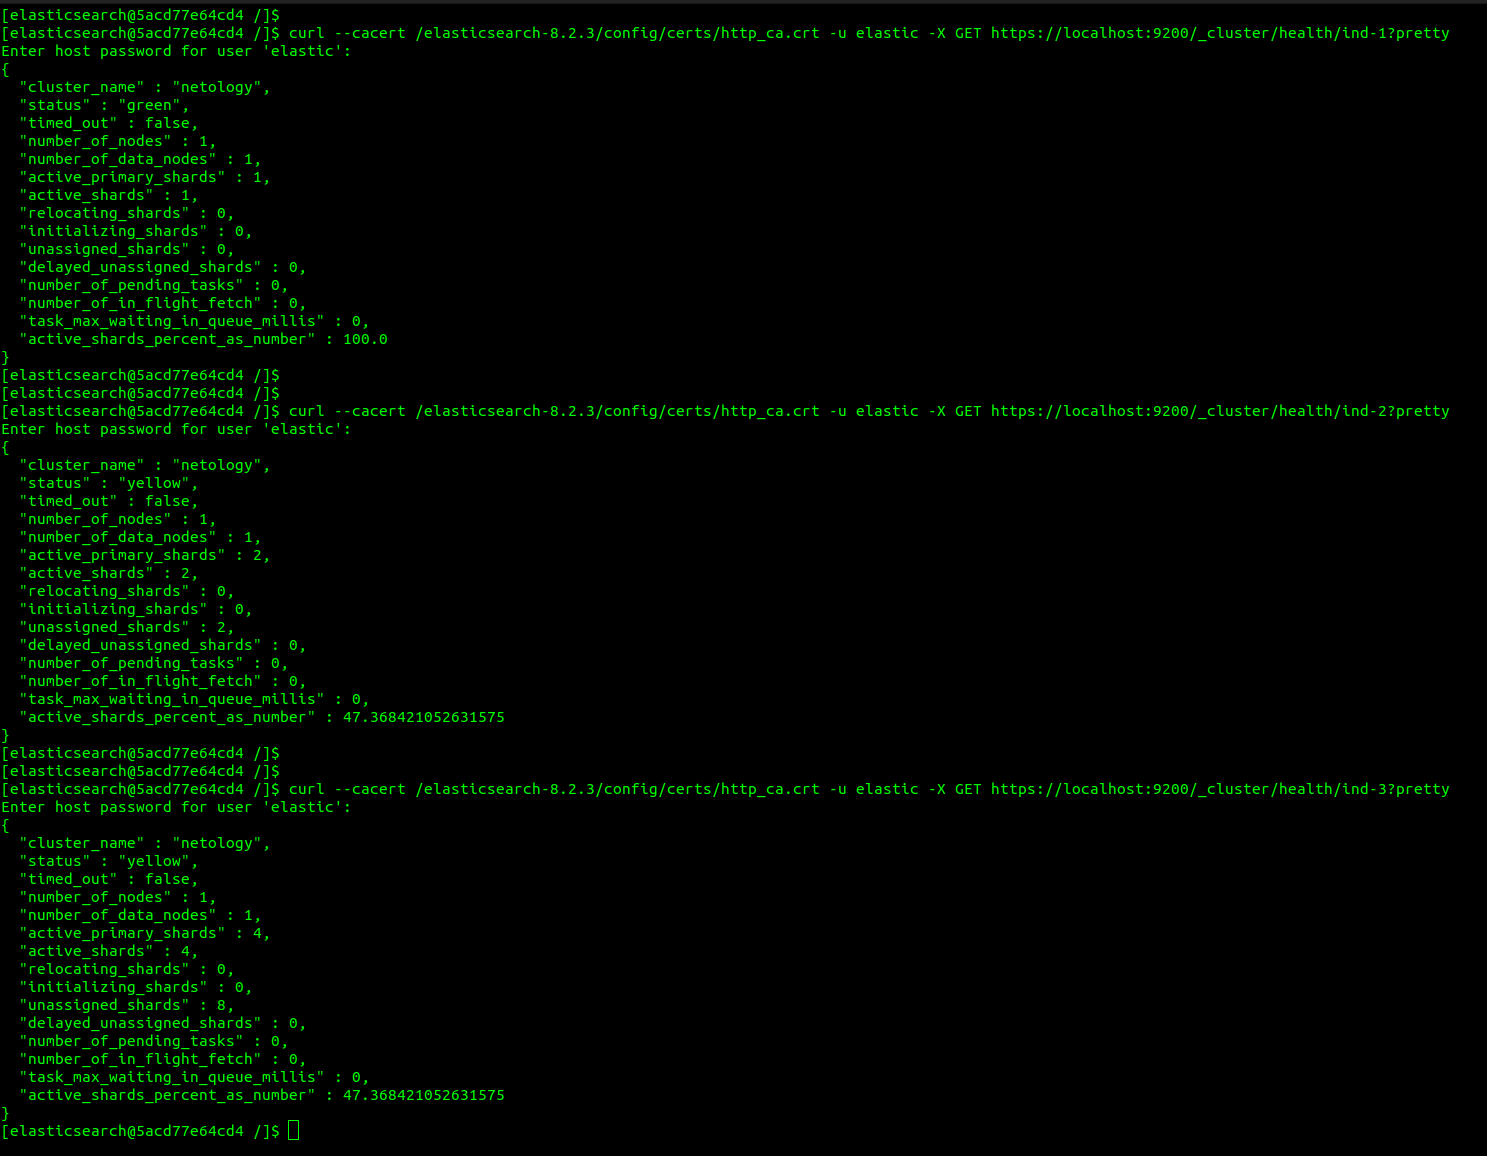 [elasticsearch@5acd77e64cd4 /]$
[elasticsearch@5acd77e64cd4 /]$ curl --cacert /elasticsearch-8.2.3/config/certs/http_ca.crt -u elastic -X GET https://localhost:9200/_cluster/health/ind-1?pretty
Enter host password for user 'elastic':
{
  "cluster_name" : "netology",
  "status" : "green",
  "timed_out" : false,
  "number_of_nodes" : 1,
  "number_of_data_nodes" : 1,
  "active_primary_shards" : 1,
  "active_shards" : 1,
  "relocating_shards" : 0,
  "initializing_shards" : 0,
  "unassigned_shards" : 0,
  "delayed_unassigned_shards" : 0,
  "number_of_pending_tasks" : 0,
  "number_of_in_flight_fetch" : 0,
  "task_max_waiting_in_queue_millis" : 0,
  "active_shards_percent_as_number" : 100.0
}
[elasticsearch@5acd77e64cd4 /]$
[elasticsearch@5acd77e64cd4 /]$
[elasticsearch@5acd77e64cd4 /]$ curl --cacert /elasticsearch-8.2.3/config/certs/http_ca.crt -u elastic -X GET https://localhost:9200/_cluster/health/ind-2?pretty
Enter host password for user 'elastic':
{
  "cluster_name" : "netology",
  "status" : "yellow",
  "timed_out" : false,
  "number_of_nodes" : 1,
  "number_of_data_nodes" : 1,
  "active_primary_shards" : 2,
  "active_shards" : 2,
  "relocating_shards" : 0,
  "initializing_shards" : 0,
  "unassigned_shards" : 2,
  "delayed_unassigned_shards" : 0,
  "number_of_pending_tasks" : 0,
  "number_of_in_flight_fetch" : 0,
  "task_max_waiting_in_queue_millis" : 0,
  "active_shards_percent_as_number" : 47.368421052631575
}
[elasticsearch@5acd77e64cd4 /]$
[elasticsearch@5acd77e64cd4 /]$
[elasticsearch@5acd77e64cd4 /]$ curl --cacert /elasticsearch-8.2.3/config/certs/http_ca.crt -u elastic -X GET https://localhost:9200/_cluster/health/ind-3?pretty
Enter host password for user 'elastic':
{
  "cluster_name" : "netology",
  "status" : "yellow",
  "timed_out" : false,
  "number_of_nodes" : 1,
  "number_of_data_nodes" : 1,
  "active_primary_shards" : 4,
  "active_shards" : 4,
  "relocating_shards" : 0,
  "initializing_shards" : 0,
  "unassigned_shards" : 8,
  "delayed_unassigned_shards" : 0,
  "number_of_pending_tasks" : 0,
  "number_of_in_flight_fetch" : 0,
  "task_max_waiting_in_queue_millis" : 0,
  "active_shards_percent_as_number" : 47.368421052631575
}
[elasticsearch@5acd77e64cd4 /]$